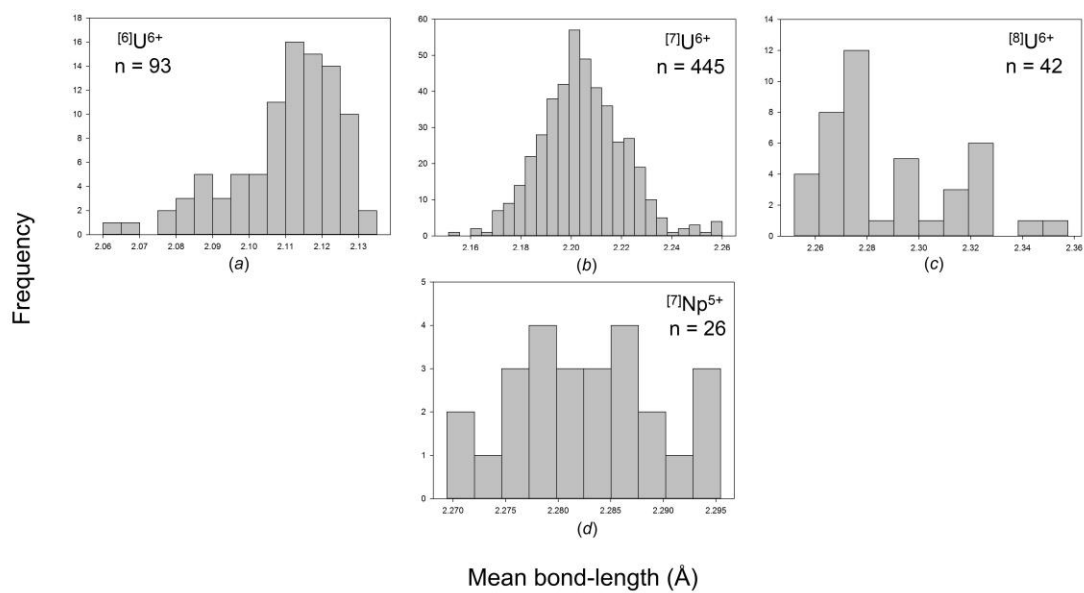 18
16
14
12
10
8
6
4
2
0
[6]U6+
n = 93
2.06 2.07 2.08 2.09 2.10 2.11 2.12 2.13
(a)
60
50
40
30
20
10
0
[7]U6+
n = 445
2.16 2.18 2.20 2.22 2.24 2.26
(b)
14
12
10
8
6
4
2
0
[8]U6+
n = 42
2.26 2.28 2.30 2.32 2.34 2.36
(c)
Frequency
5
4
3
2
1
0
[7]Np5+
n = 26
2.270 2.275 2.280 2.285 2.290 2.295
(d)
Mean bond-length (Å)